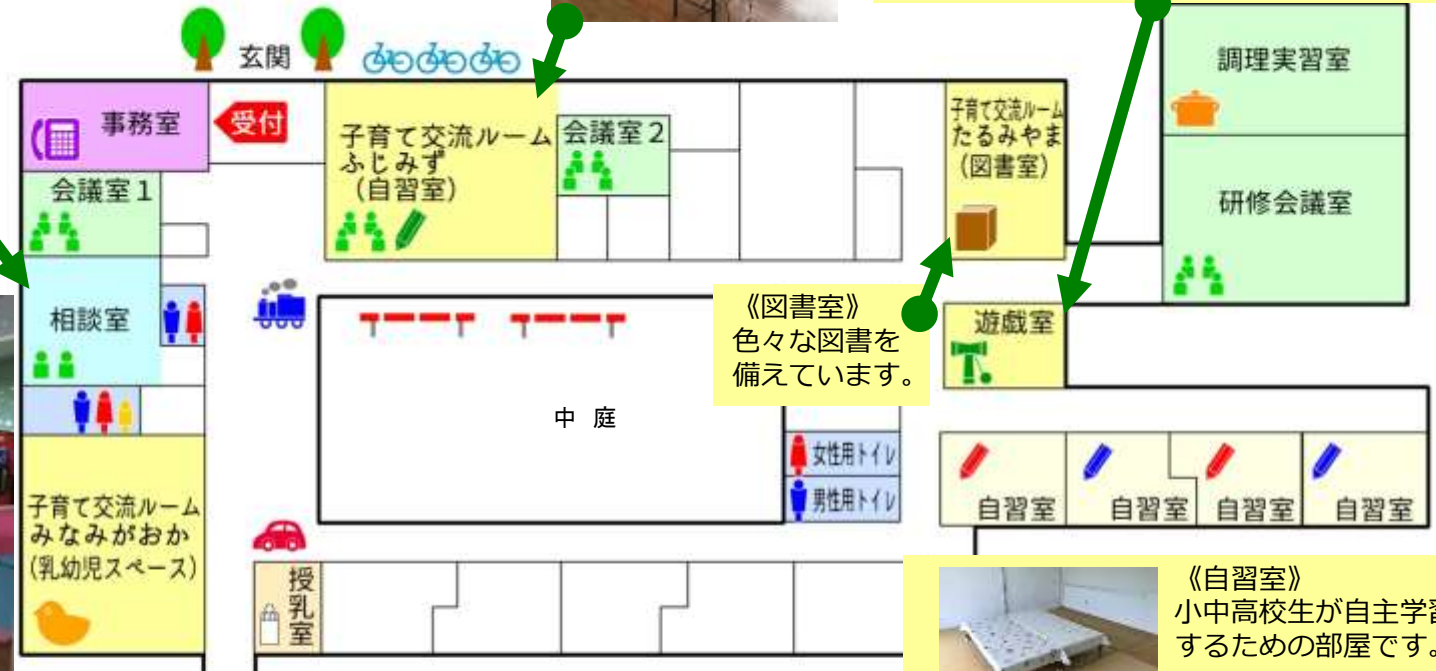 玄関
事務室
受付
子育て交流ルーム
ふじみず
(自習室)
会議室2
子育て交流ルーム
たるみやま
(図書室)
調理実習室
会議室1
研修会議室
相談室
《図書室》
色々な図書を
備えています。
遊戯室
中 庭
女性用トイレ
男性用トイレ
自習室
自習室
自習室
自習室
子育て交流ルーム
みなみがおか
(乳幼児スペース)
授
乳
室
《自習室》
小中高校生が自主学習
するための部屋です。